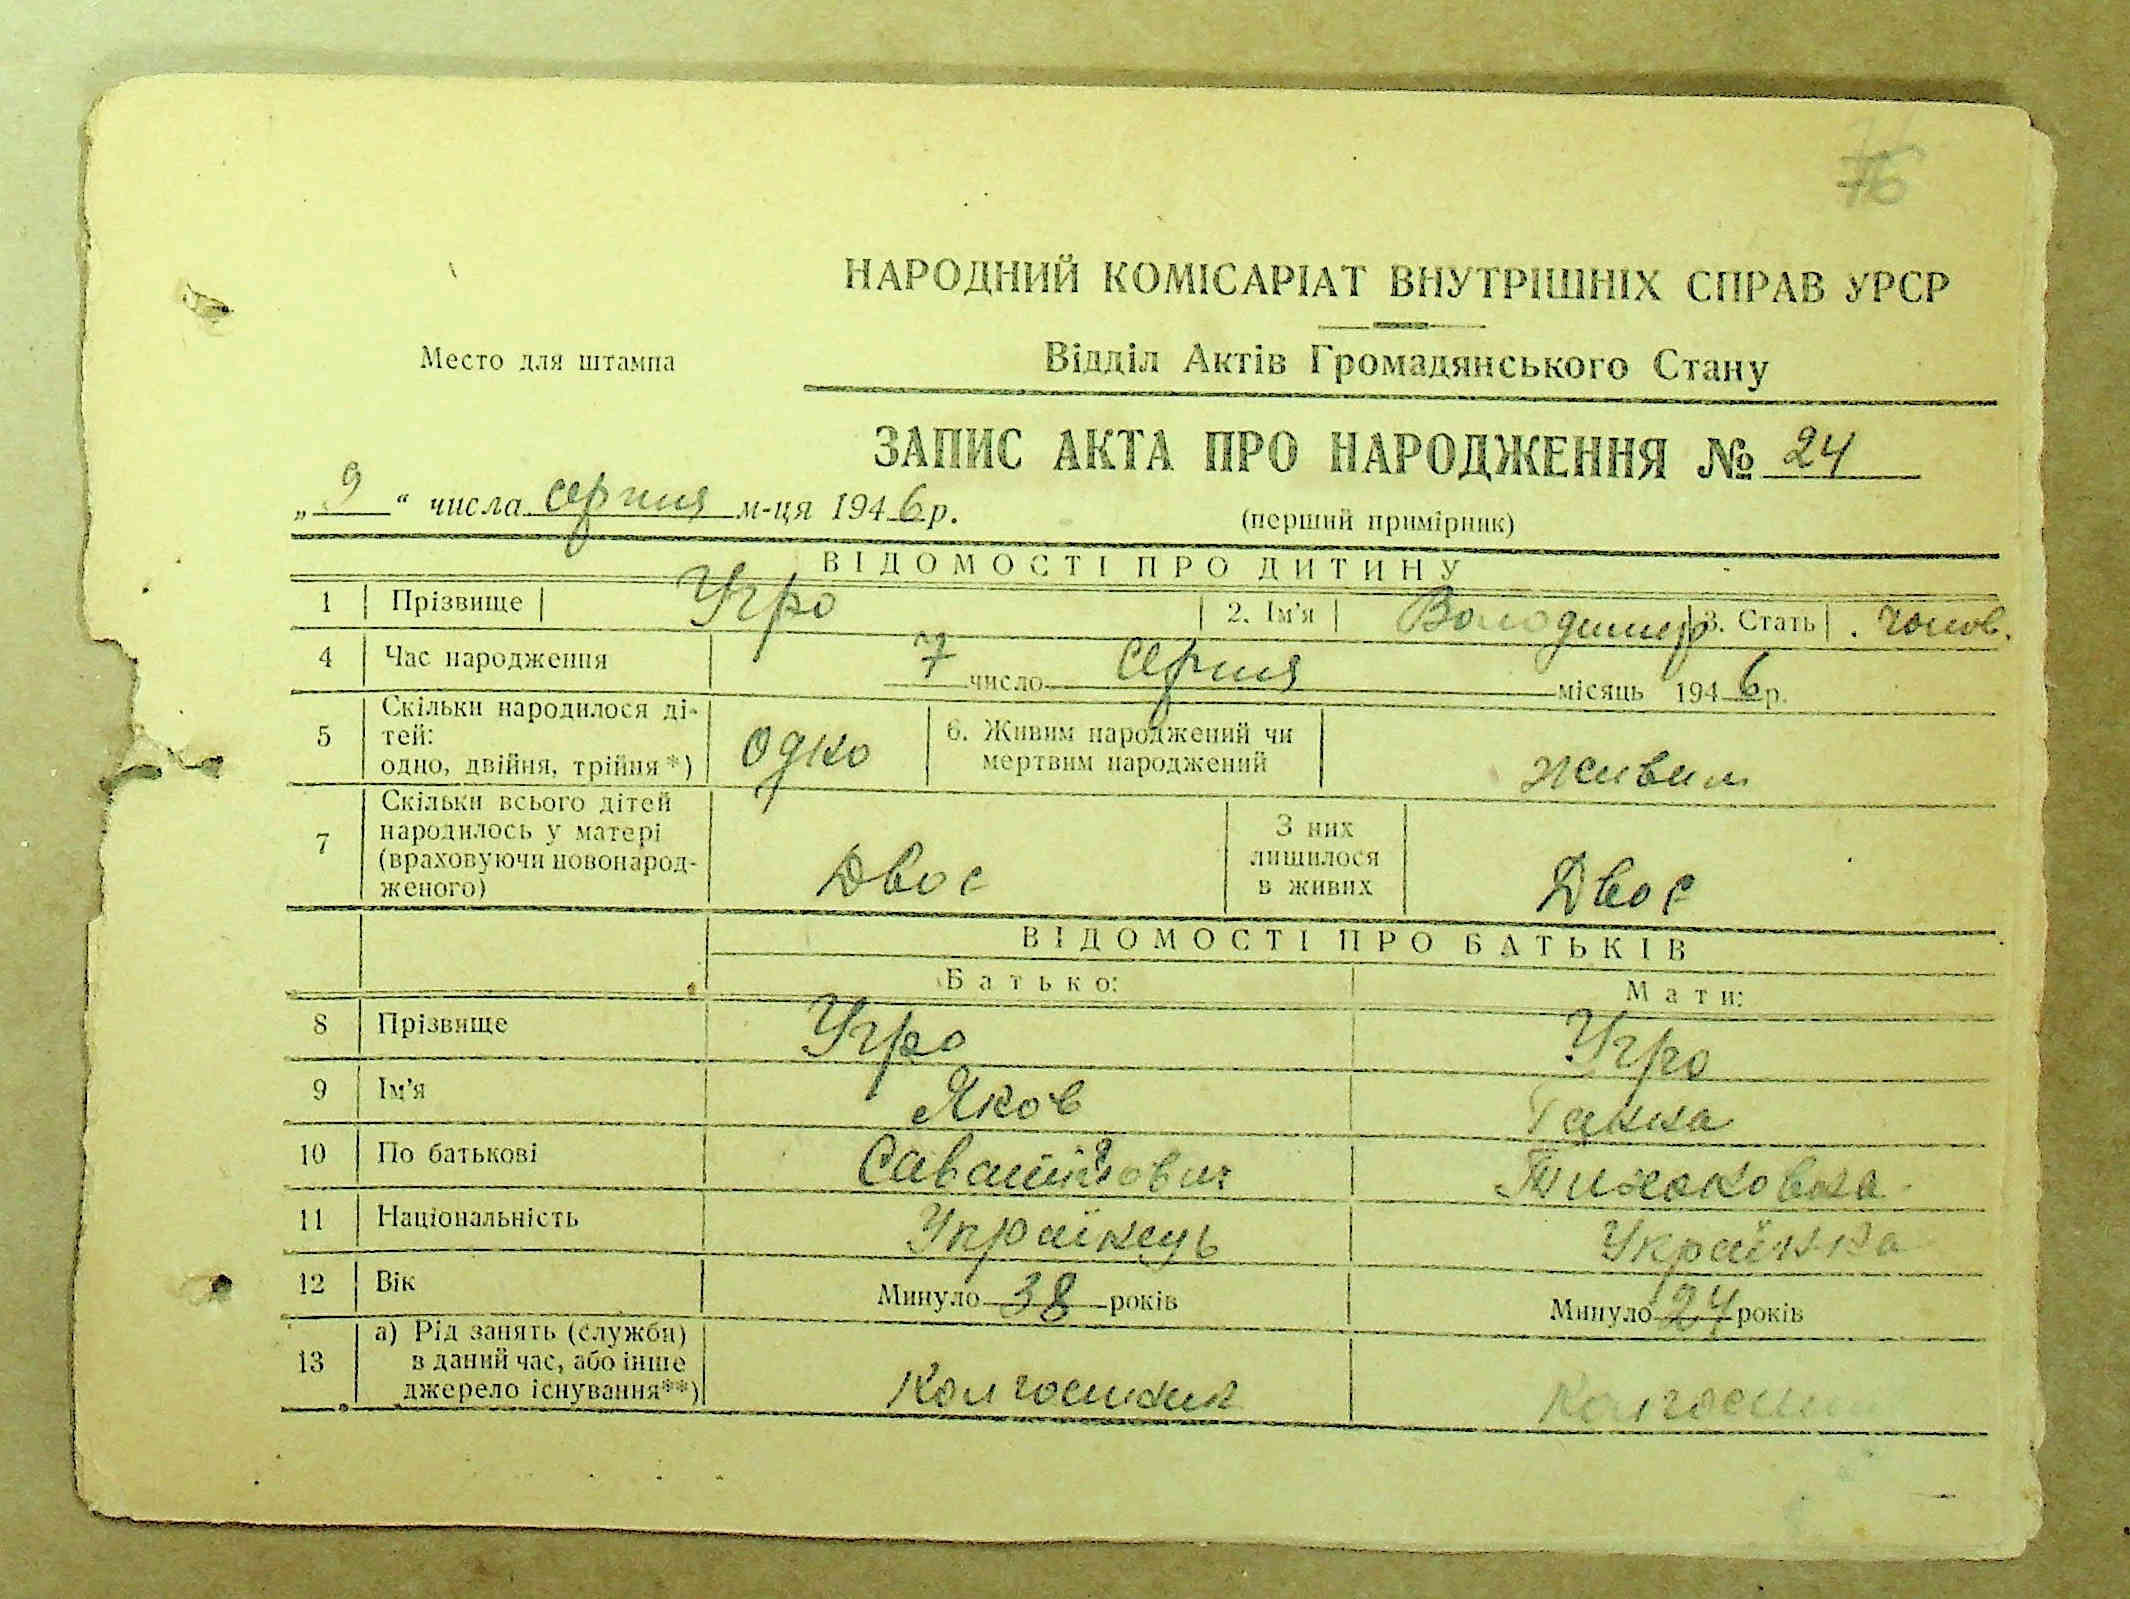 76
НАРОДНИЙ КОМІСАРІАТ ВНУТРІШНІХ СПРАВ УРСР
Место для штампа
Відділ Актів Громадянського Стану
ЗАПИС АКТА ПРО НАРОДЖЕННЯ № 24
„ 9 “ числа серпня м-ця 1946 р.
(перший примірник)
ВІДОМОСТІ ПРО ДИТИНУ
1 Прізвище Угро 2. Ім'я Володимир 3. Стать чолов.
4 Час народження 7 число Серпня місяць 1946 р.
5 Скільки народилося ді-
тей:
одно, двійня, трійня*) Одно 6. Живим народжений чи
мертвим народжений живим
7 Скільки всього дітей
народилось у матері
(враховуючи новонарод-
женого) Двоє З них
лишилося
в живих Двоє
ВІДОМОСТІ ПРО БАТЬКІВ
Батько: Мати:
8 Прізвище Угро Угро
9 Ім'я Яков Ганна
10 По батькові
11 Національність Українець Українка
12 Вік Минуло 38 років Минуло 24 років
13 а) Рід занять (служби)
в даний час, або інше
джерело існування**) Колгоспник